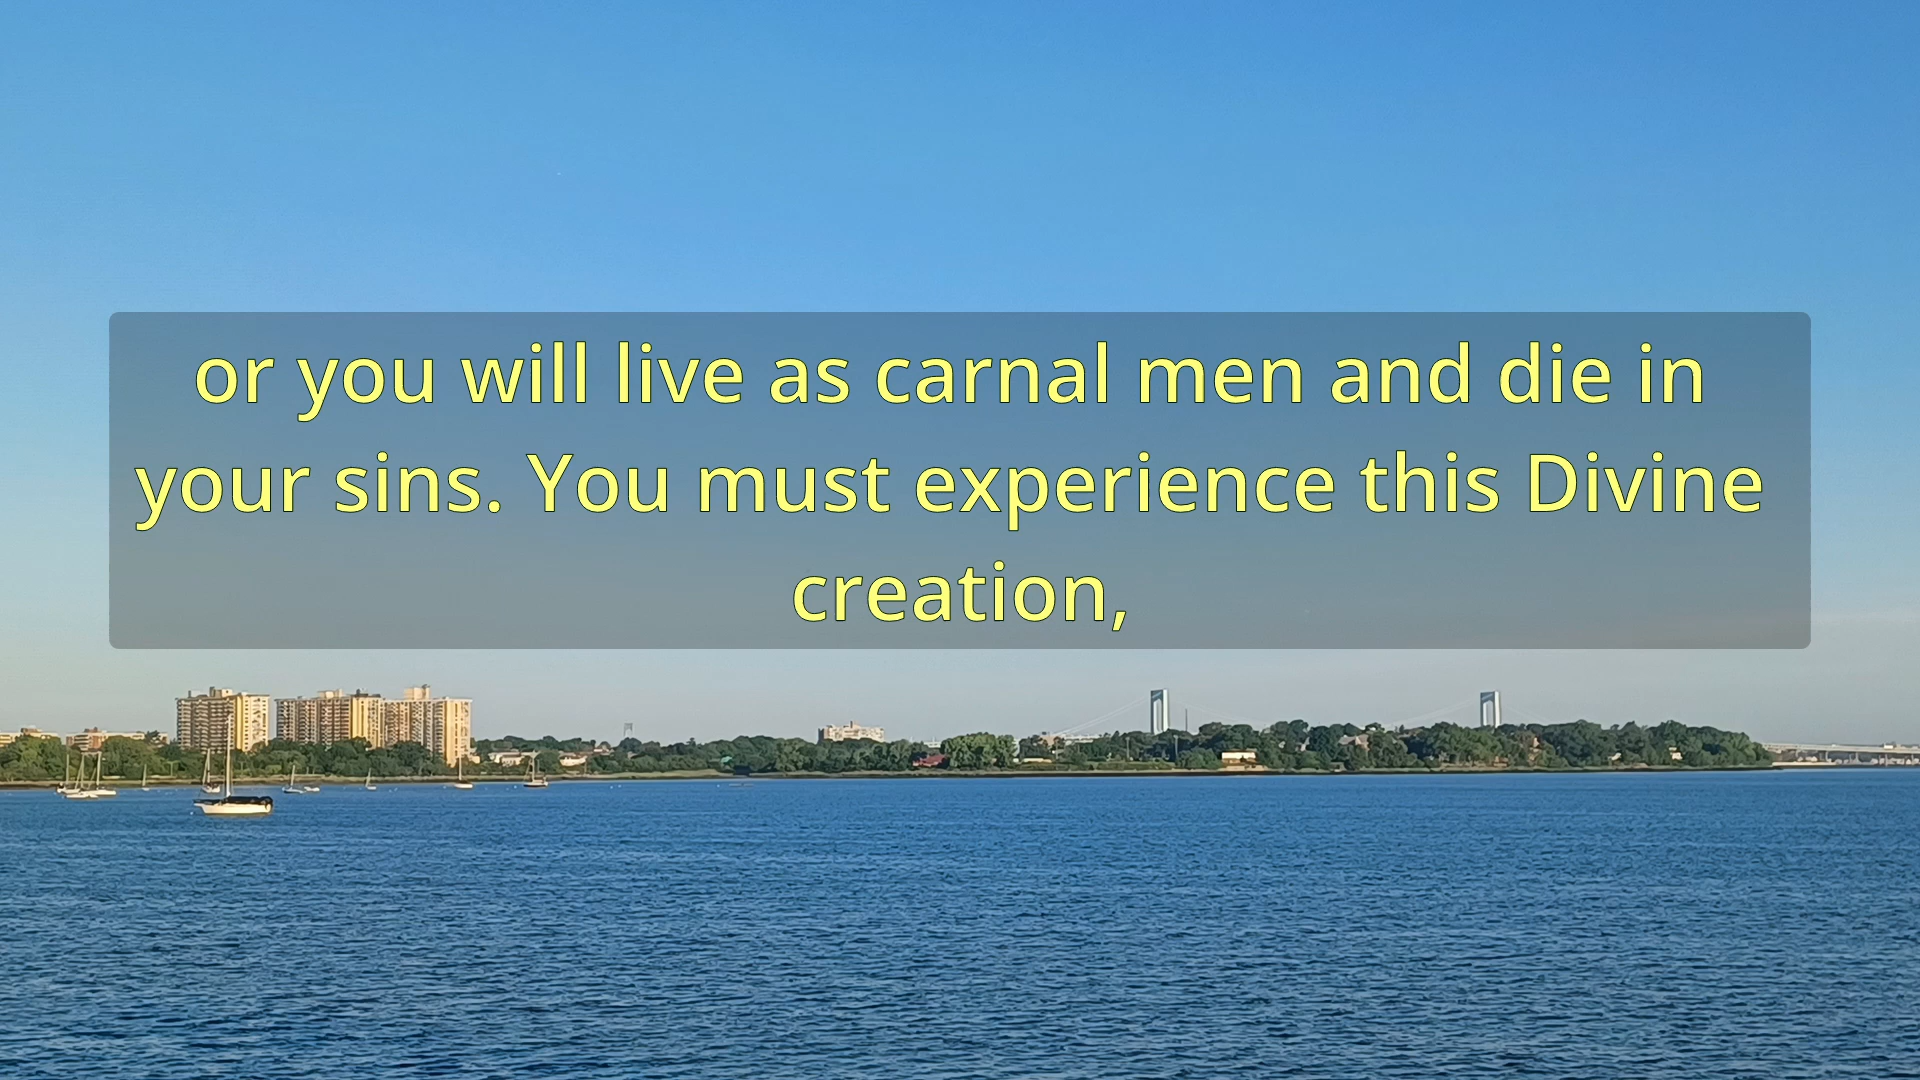 or you will live as carnal men and die in
your sins. You must experience this Divine
creation,